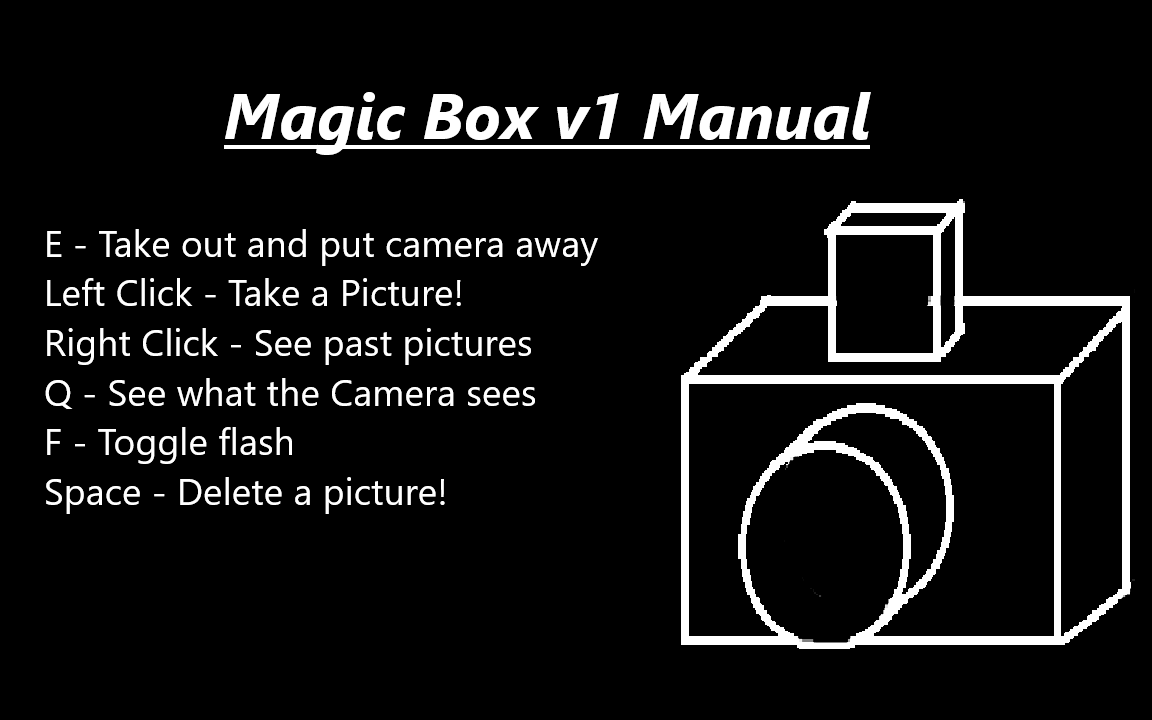 Magic Box v1 Manual
E - Take out and put camera away
Left Click - Take a Picture!
Right Click - See past pictures
Q - See what the Camera sees
F - Toggle flash
Space - Delete a picture!